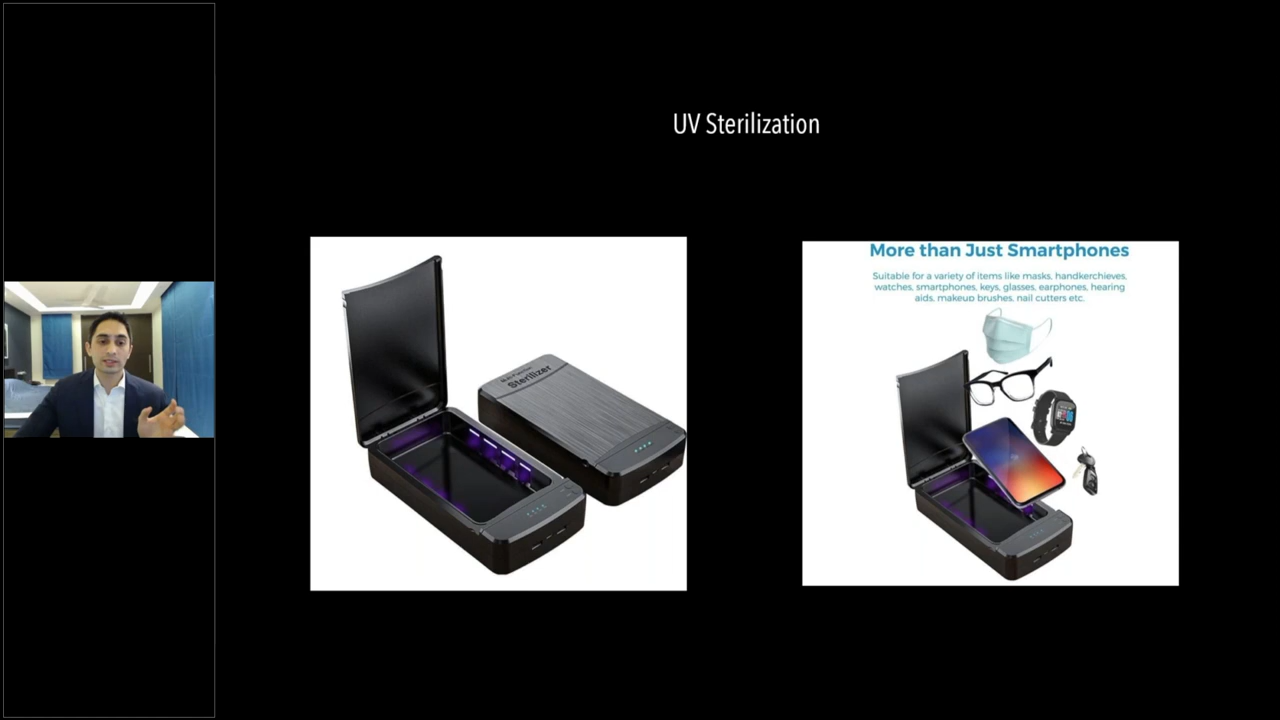 UV Sterilization
Sterilizer
More than Just Smartphones
Suitable for a variety of items like masks, handkerchieves,
watches, smartphones, keys, glasses, earphones, hearing
aids, makeup brushes, nail cutters etc.